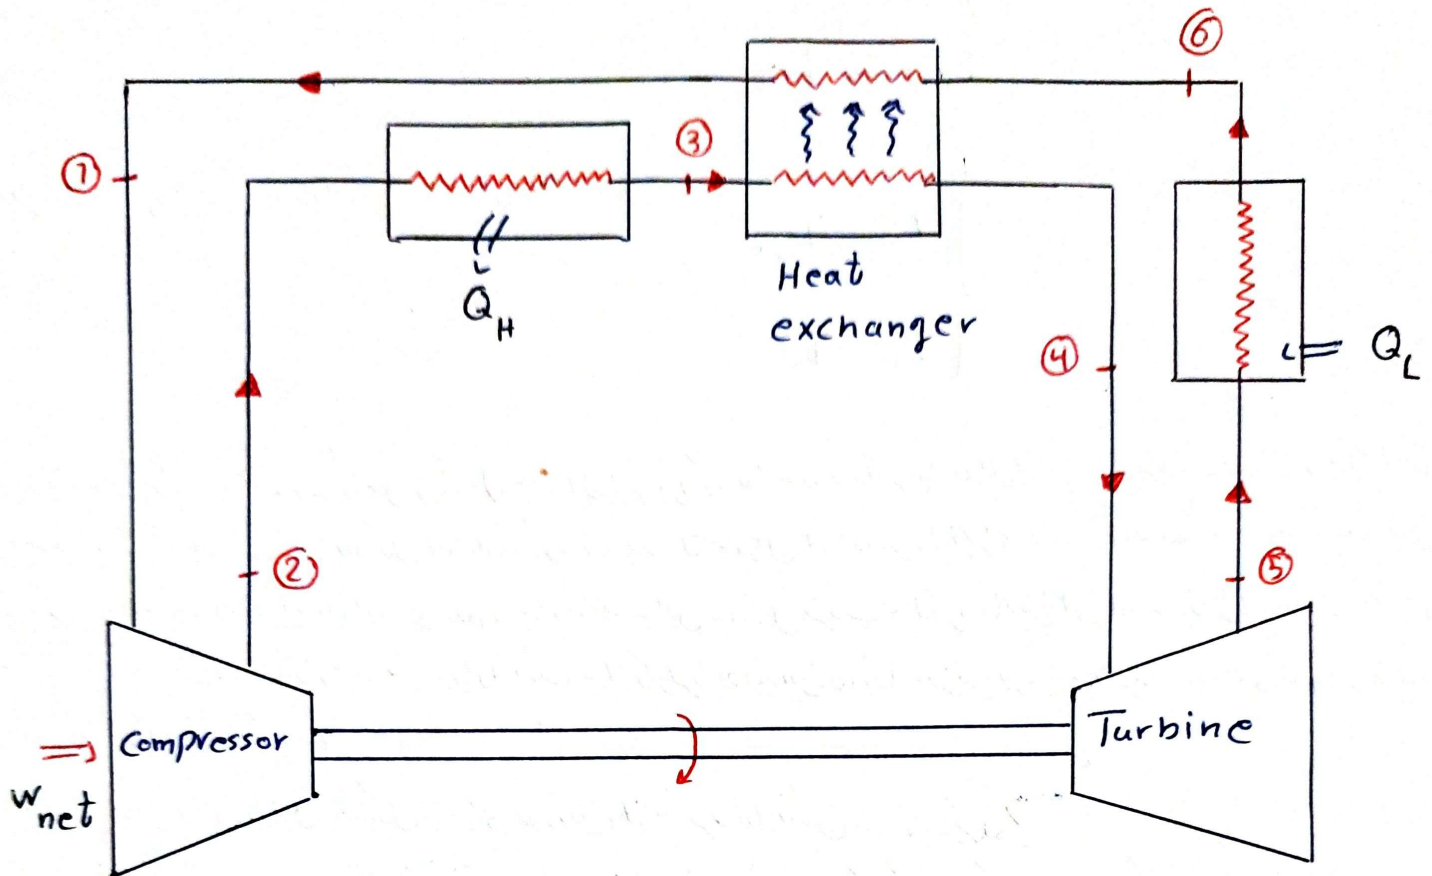 ⑥
①
③
Q_H
Heat
exchanger
④
Q_L
②
⑤
Compressor
Turbine
W_net